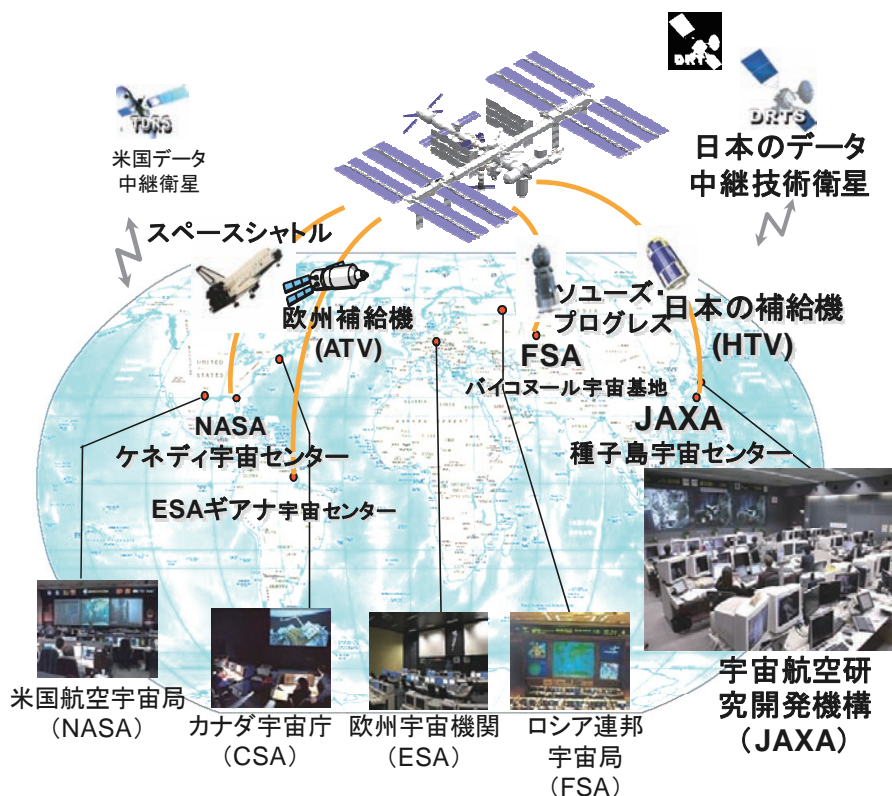 DRT
TDRS
DRTS
米国データ
中継衛星
日本のデータ
中継技術衛星
スペースシャトル
欧州補給機
(ATV)
ソユーズ・
プログレス
日本の補給機
(HTV)
FSA
バイコヌール宇宙基地
NASA
ケネディ宇宙センター
JAXA
種子島宇宙センター
ESAギアナ宇宙センター
UNITED
STATES
米国航空宇宙局
(NASA)
カナダ宇宙庁
(CSA)
欧州宇宙機関
(ESA)
ロシア連邦
宇宙局
(FSA)
宇宙航空研
究開発機構
(JAXA)